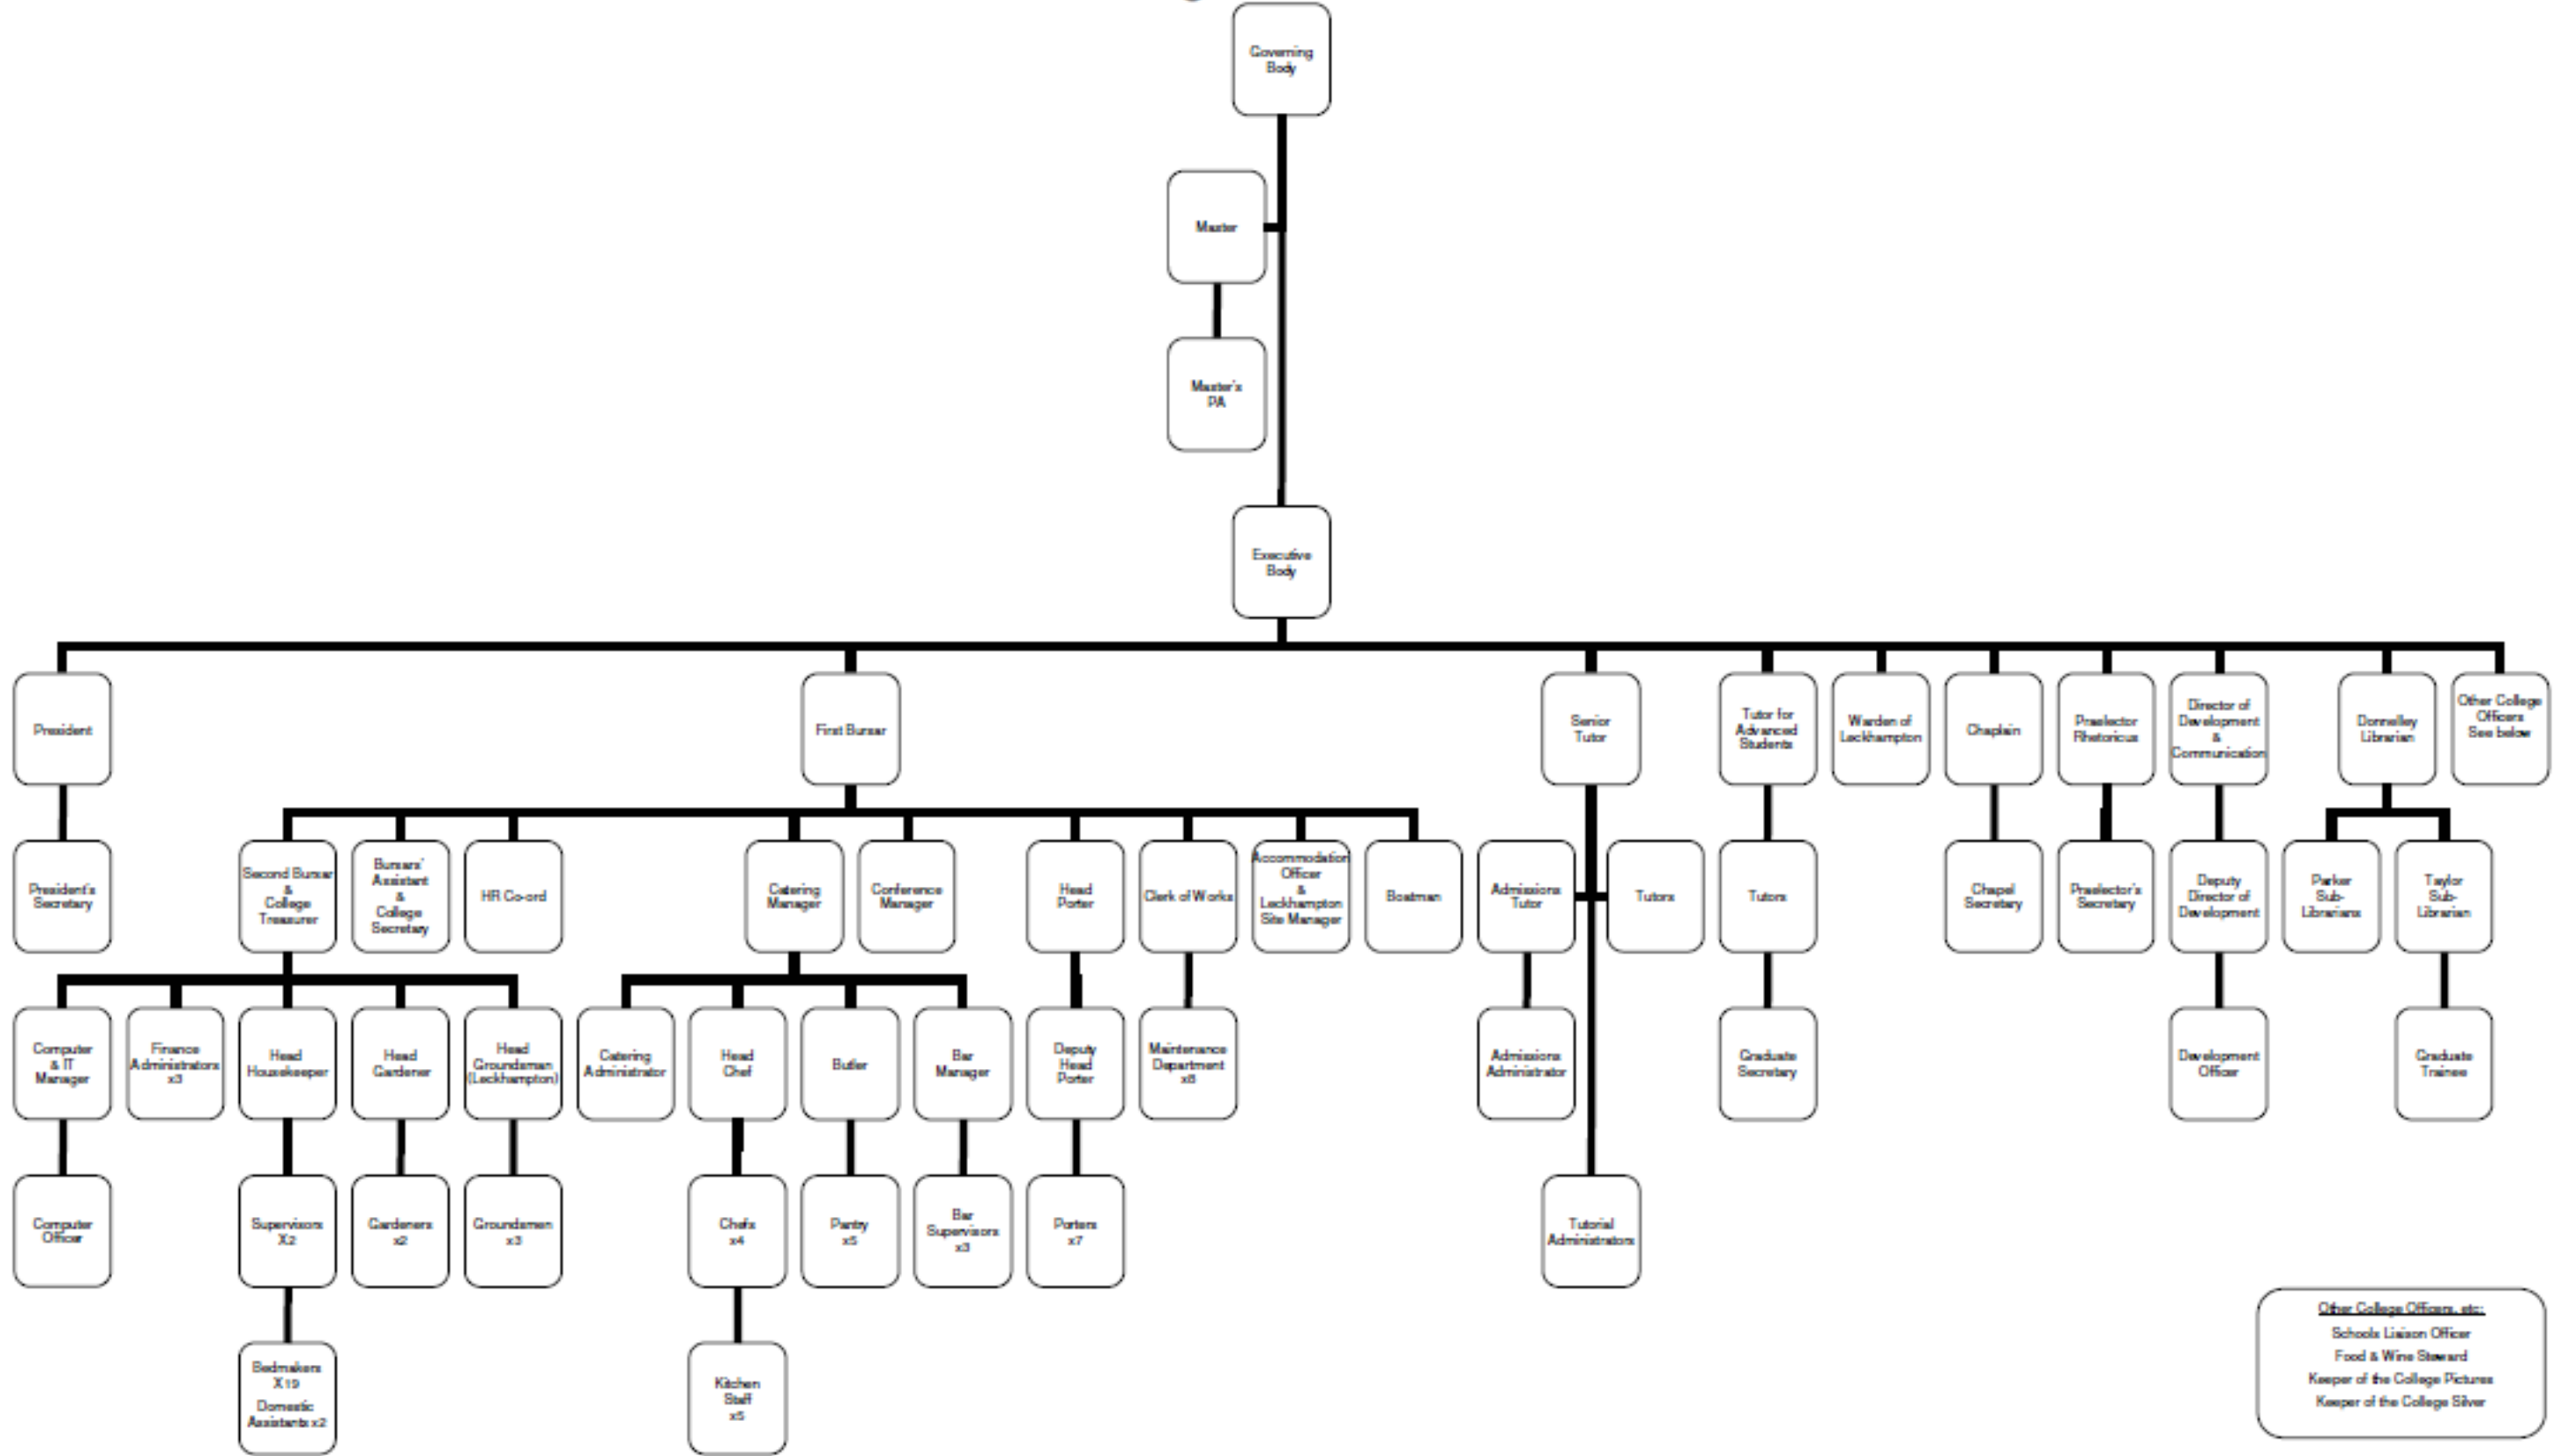 Governing
Body
Master
Master's
PA
Executive
Body
President
First Bursar
Senior
Tutor
Tutor for
Advanced
Students
Warden of
Leckhampton
Chaplain
Praelector
Rhetoricus
Director of
Development
&
Communication
Donnelley
Librarian
Other College
Officers
See below
President's
Secretary
Second Bursar
&
College
Treasurer
Bursars'
Assistant
&
College
Secretary
HR Co-ord
Catering
Manager
Conference
Manager
Head
Porter
Clerk of Works
Accommodation
Officer
&
Leckhampton
Site Manager
Boatman
Admissions
Tutor
Tutors
Tutors
Chapel
Secretary
Praelector's
Secretary
Deputy
Director of
Development
Parker
Sub-
Librarians
Taylor
Sub-
Librarian
Computer
& IT
Manager
Finance
Administrators
x3
Head
Housekeeper
Head
Gardener
Head
Groundsman
(Leckhampton)
Catering
Administrator
Head
Chef
Butler
Bar
Manager
Deputy
Head
Porter
Maintenance
Department
x8
Admissions
Administrator
Graduate
Secretary
Development
Officer
Graduate
Trainee
Computer
Officer
Supervisors
X2
Gardeners
x2
Groundsmen
x3
Chefs
x4
Pantry
x5
Bar
Supervisors
x3
Porters
x7
Tutorial
Administrators
Bedmakers
X19
Domestic
Assistants x2
Kitchen
Staff
x5
Other College Officers, etc:
Schools Liaison Officer
Food & Wine Steward
Keeper of the College Pictures
Keeper of the College Silver